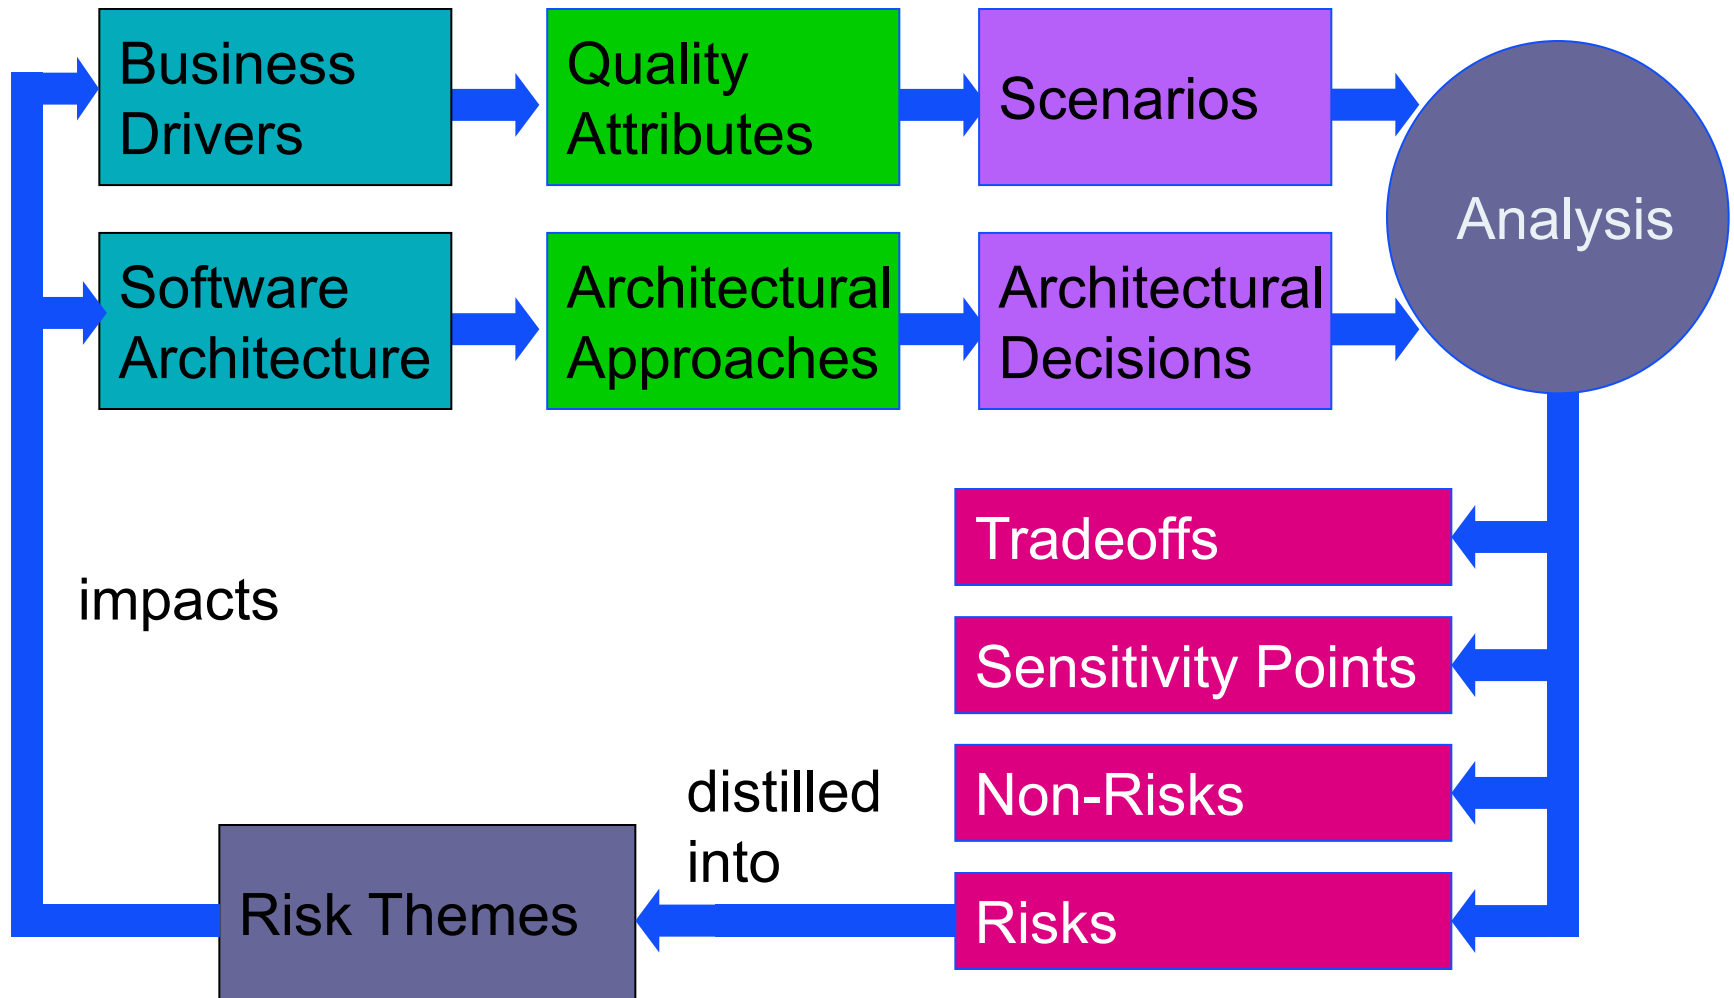 Business
Drivers
Quality
Attributes
Scenarios
Analysis
Software
Architecture
Architectural
Approaches
Architectural
Decisions
Tradeoffs
impacts
Sensitivity Points
distilled
into
Non-Risks
Risk Themes
Risks